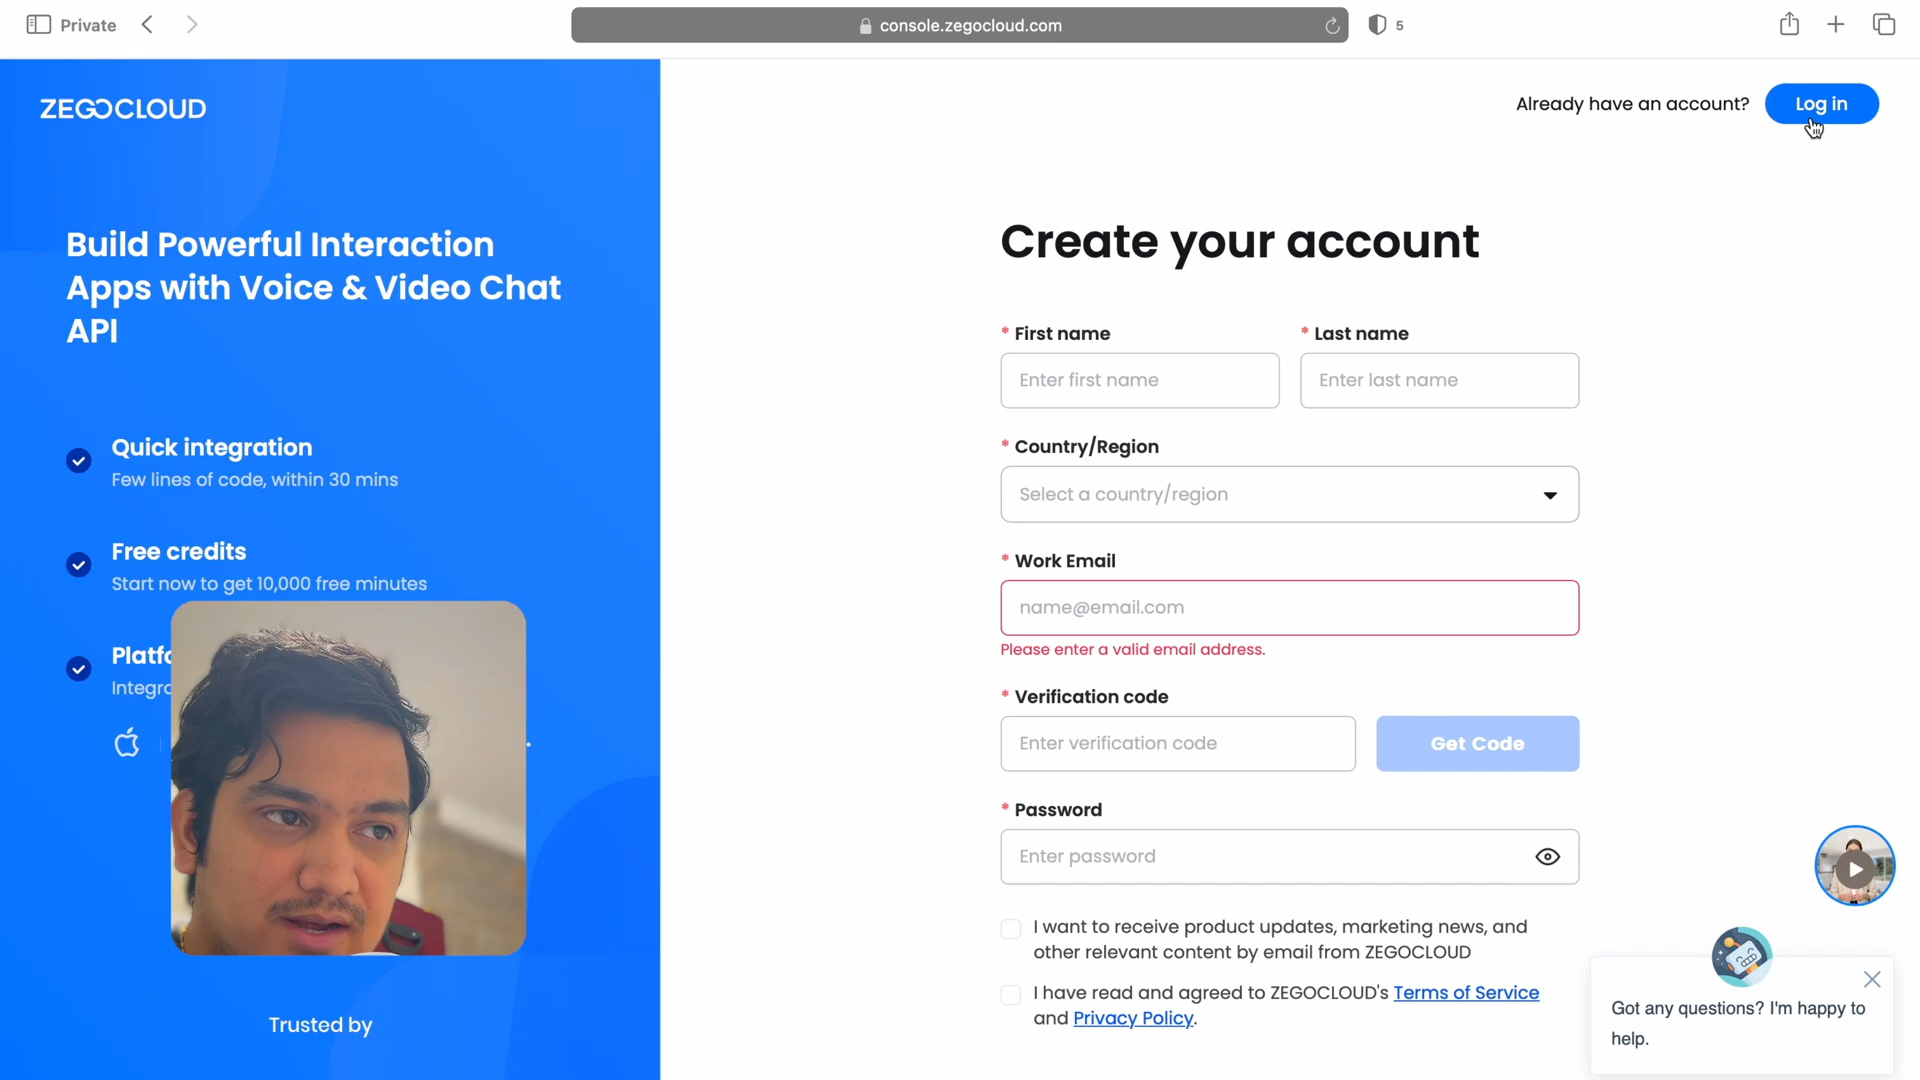 Private
console.zegocloud.com
5
ZEGOCLOUD
Already have an account?
Log in
Build Powerful Interaction
Apps with Voice & Video Chat
API
Quick integration
Few lines of code, within 30 mins
Free credits
Start now to get 10,000 free minutes
Platfo
Integra
Trusted by
Create your account
* First name
* Last name
Enter first name
Enter last name
* Country/Region
Select a country/region
* Work Email
name@email.com
Please enter a valid email address.
* Verification code
Enter verification code
Get Code
* Password
Enter password
I want to receive product updates, marketing news, and
other relevant content by email from ZEGOCLOUD
I have read and agreed to ZEGOCLOUD's Terms of Service
and Privacy Policy.
Got any questions? I'm happy to
help.